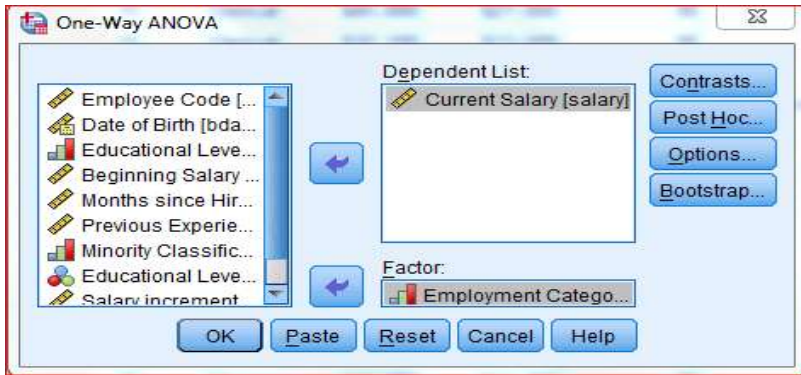 One-Way ANOVA
Employee Code [...
Date of Birth [bda...
Educational Leve...
Beginning Salary ...
Months since Hir...
Previous Experie...
Minority Classific...
Educational Leve...
Salary increment
Dependent List:
Current Salary [salary]
Factor:
Employment Catego...
Contrasts...
Post Hoc...
Options...
Bootstrap...
OK Paste Reset Cancel Help